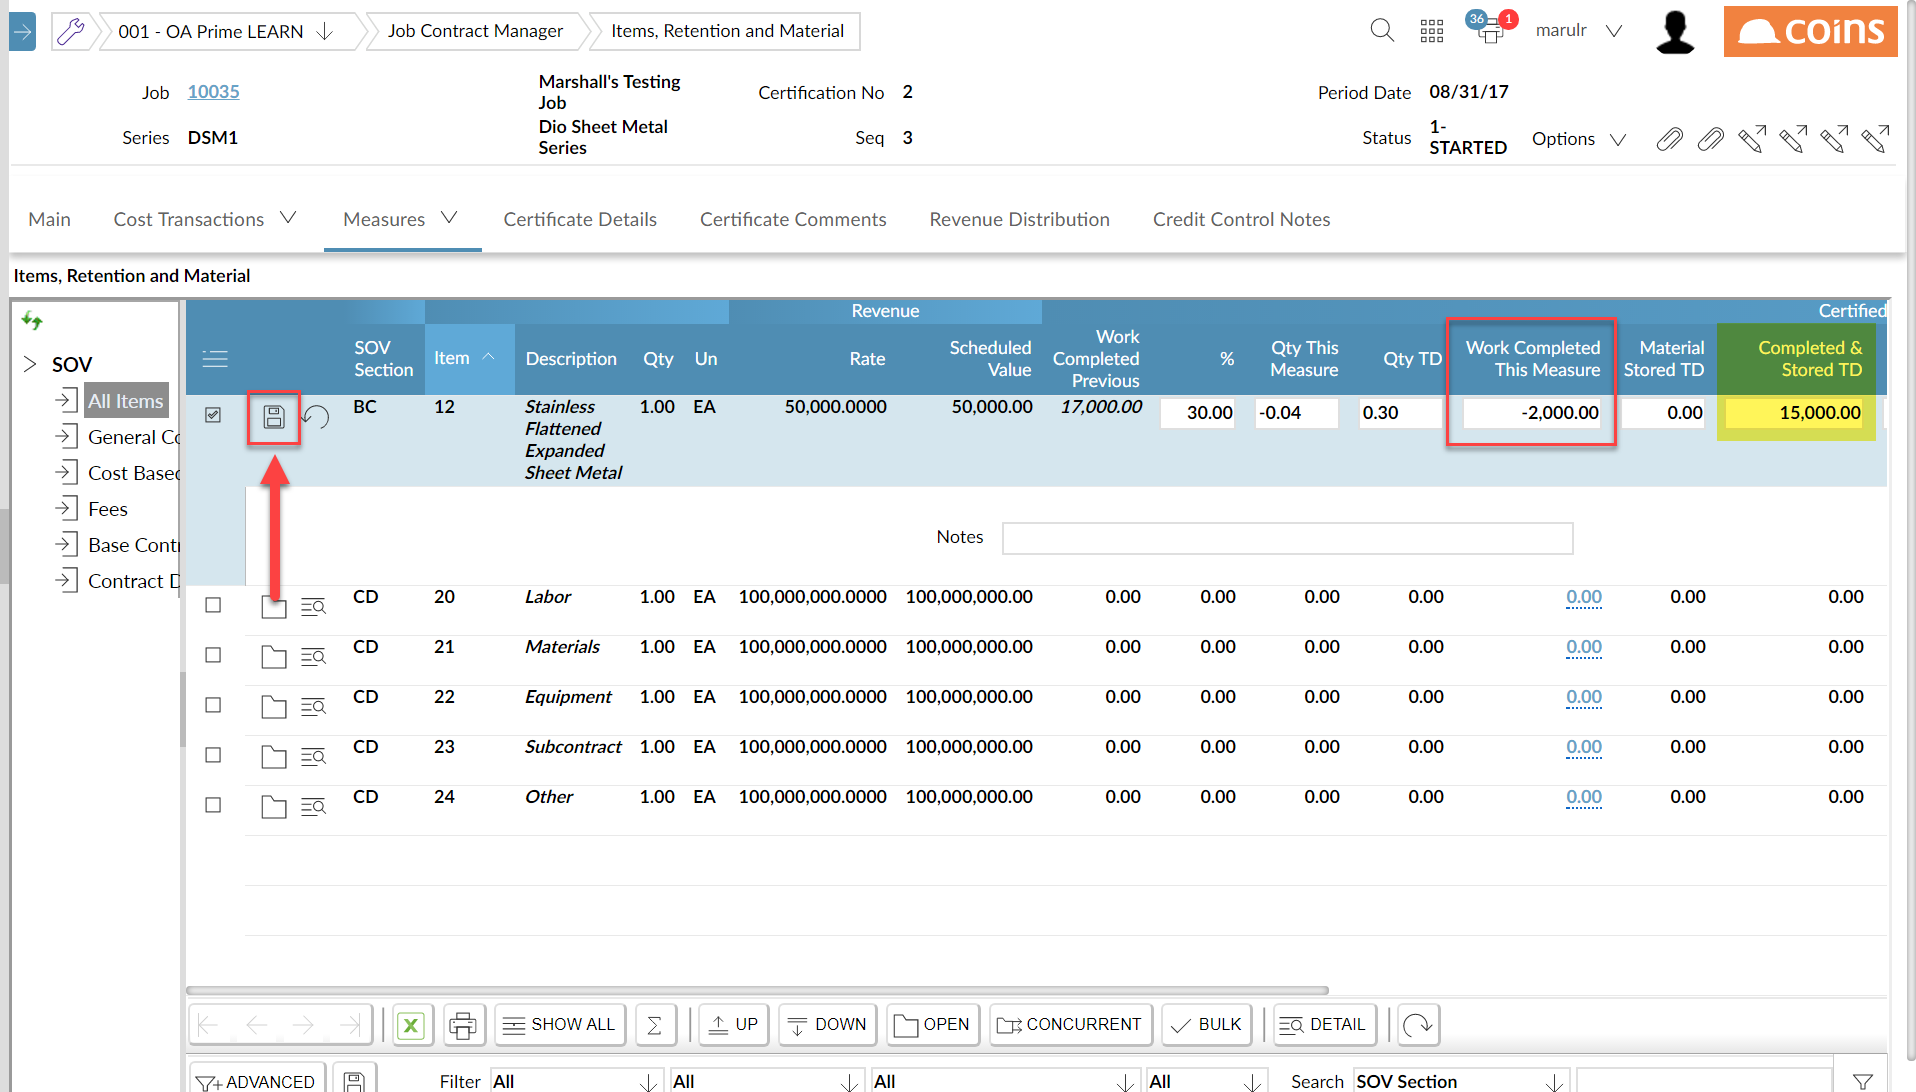 001 - OA Prime LEARN
Job Contract Manager
Items, Retention and Material
36
1
marulr
coins
Job 10035
Marshall's Testing
Job
Certification No 2
Period Date 08/31/17
Series DSM1
Dio Sheet Metal
Series
Seq 3
Status 1-
STARTED
Options
Main
Cost Transactions
Measures
Certificate Details
Certificate Comments
Revenue Distribution
Credit Control Notes
Items, Retention and Material
SOV
All Items
General Co
Cost Based
Fees
Base Contr
Contract D
Revenue
Certified
SOV
Section
Item
Description
Qty
Un
Rate
Scheduled
Value
Work
Completed
Previous
%
Qty This
Measure
Qty TD
Work Completed
This Measure
Material
Stored TD
Completed &
Stored TD
BC 12 Stainless 1.00 EA 50,000.0000 50,000.00 17,000.00 30.00 -0.04 0.30 -2,000.00 0.00 15,000.00
Flattened
Expanded
Sheet Metal
Notes
CD 20 Labor 1.00 EA 100,000,000.0000 100,000,000.00 0.00 0.00 0.00 0.00 0.00 0.00 0.00
CD 21 Materials 1.00 EA 100,000,000.0000 100,000,000.00 0.00 0.00 0.00 0.00 0.00 0.00 0.00
CD 22 Equipment 1.00 EA 100,000,000.0000 100,000,000.00 0.00 0.00 0.00 0.00 0.00 0.00 0.00
CD 23 Subcontract 1.00 EA 100,000,000.0000 100,000,000.00 0.00 0.00 0.00 0.00 0.00 0.00 0.00
CD 24 Other 1.00 EA 100,000,000.0000 100,000,000.00 0.00 0.00 0.00 0.00 0.00 0.00 0.00
SHOW ALL
UP
DOWN
OPEN
CONCURRENT
BULK
DETAIL
ADVANCED
Filter All All All All
Search SOV Section